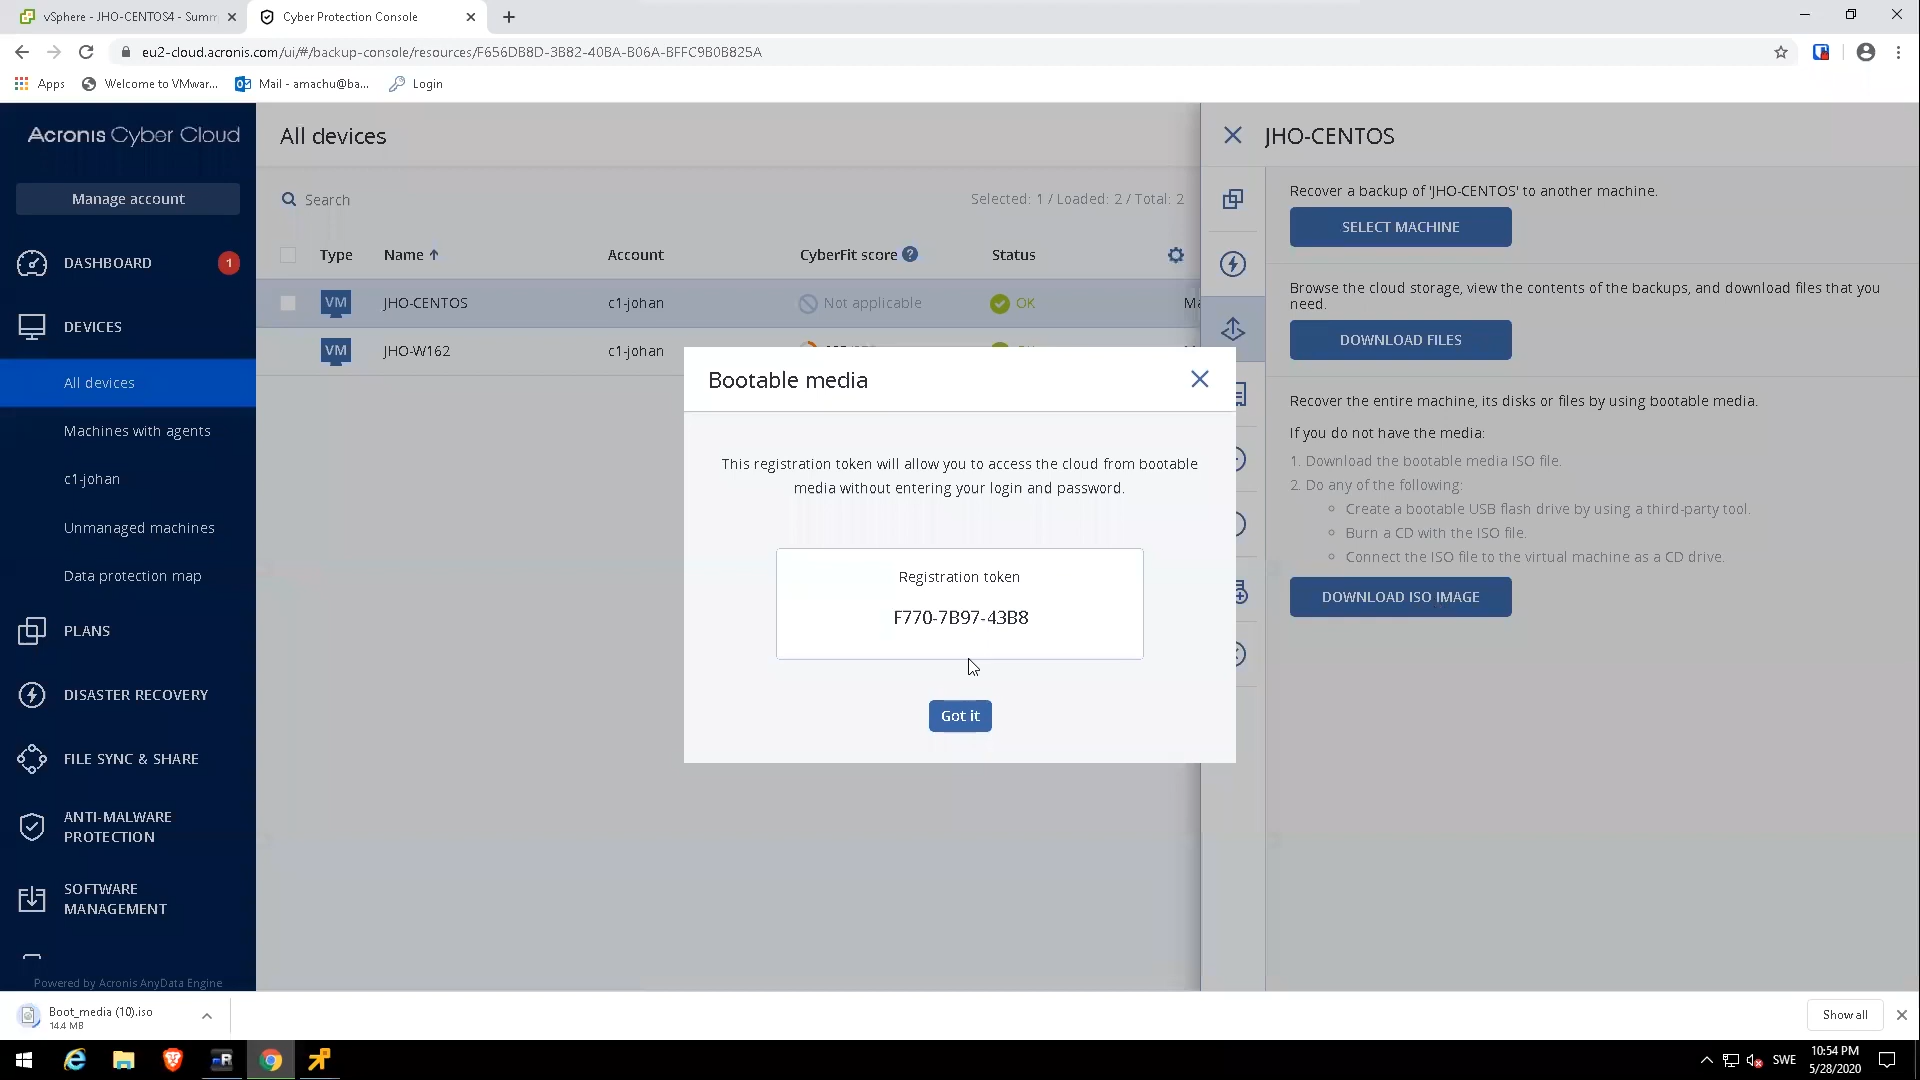 vSphere - JHO-CENTOS4 - Summ
Cyber Protection Console
eu2-cloud.acronis.com/ui/#/backup-console/resources/F656DB8D-3B82-40BA-B06A-BFFC9B0B825A
Apps
Welcome to VMwar...
Mail - amachu@ba...
Login
Acronis Cyber Cloud
Manage account
DASHBOARD
1
DEVICES
All devices
Machines with agents
c1-johan
Unmanaged machines
Data protection map
PLANS
DISASTER RECOVERY
FILE SYNC & SHARE
ANTI-MALWARE
PROTECTION
SOFTWARE
MANAGEMENT
Powered by Acronis AnyData Engine
All devices
Search
Selected: 1 / Loaded: 2 / Total: 2
Type Name Account CyberFit score ? Status
VM JHO-CENTOS c1-johan Not applicable OK Ma
VM JHO-W162 c1-johan
Bootable media
This registration token will allow you to access the cloud from bootable
media without entering your login and password.
Registration token
F770-7B97-43B8
Got it
JHO-CENTOS
Recover a backup of 'JHO-CENTOS' to another machine.
SELECT MACHINE
Browse the cloud storage, view the contents of the backups, and download files that you
need.
DOWNLOAD FILES
Recover the entire machine, its disks or files by using bootable media.
If you do not have the media:
1. Download the bootable media ISO file.
2. Do any of the following:
Create a bootable USB flash drive by using a third-party tool.
Burn a CD with the ISO file.
Connect the ISO file to the virtual machine as a CD drive.
DOWNLOAD ISO IMAGE
Boot_media (10).iso
14.4 MB
Show all
SWE
10:54 PM
5/28/2020